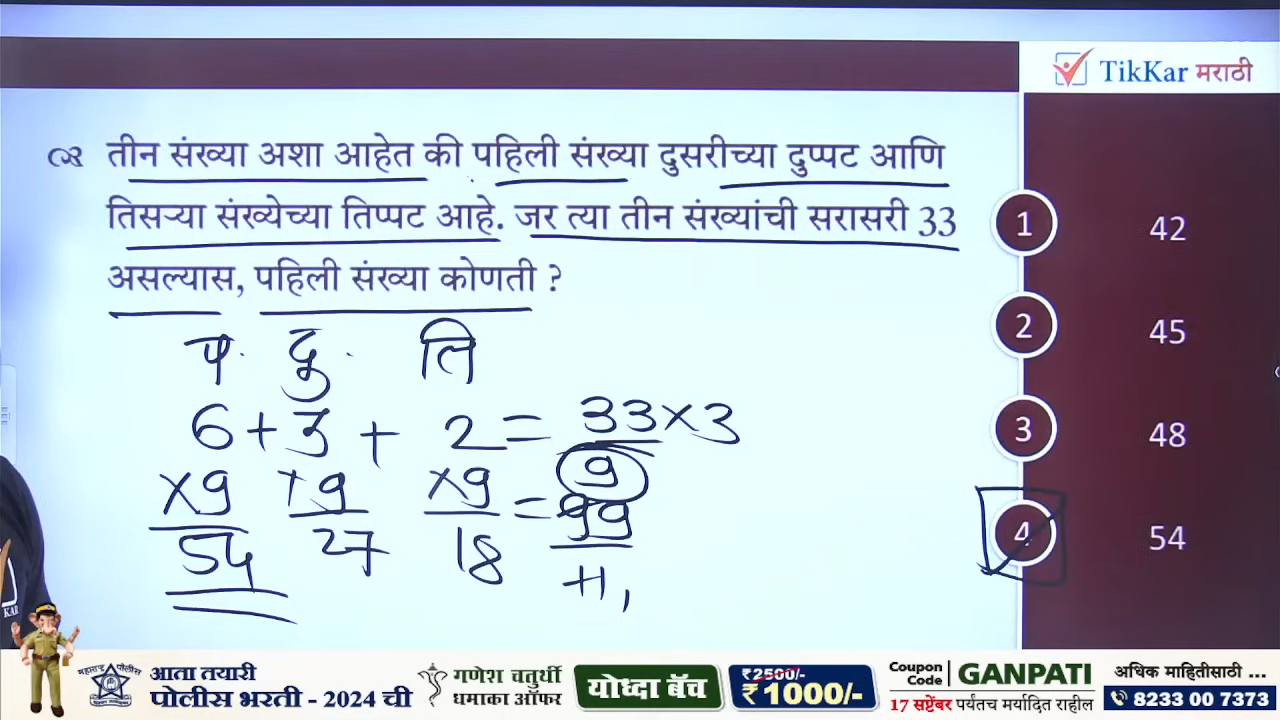 TikKar मराठी
तीन संख्या अशा आहेत की पहिली संख्या दुसरीच्या दुप्पट आणि
तिसऱ्या संख्येच्या तिप्पट आहे. जर त्या तीन संख्यांची सरासरी 33
असल्यास, पहिली संख्या कोणती ?
1 42
2 45
3 48
4 54
प. दु. ति
6 + 3 + 2 = 33 × 3
9
×9 ×9 ×9 = 99
54 27 18 11
KAR
महाराष्ट्र पोलीस
आता तयारी
पोलीस भरती - 2024 ची
गणेश चतुर्थी
धमाका ऑफर
योध्दा बॅच
₹2500/-
₹1000/-
Coupon Code GANPATI
17 सप्टेंबर पर्यंतच मर्यादित राहील
अधिक माहितीसाठी ...
8233 00 7373